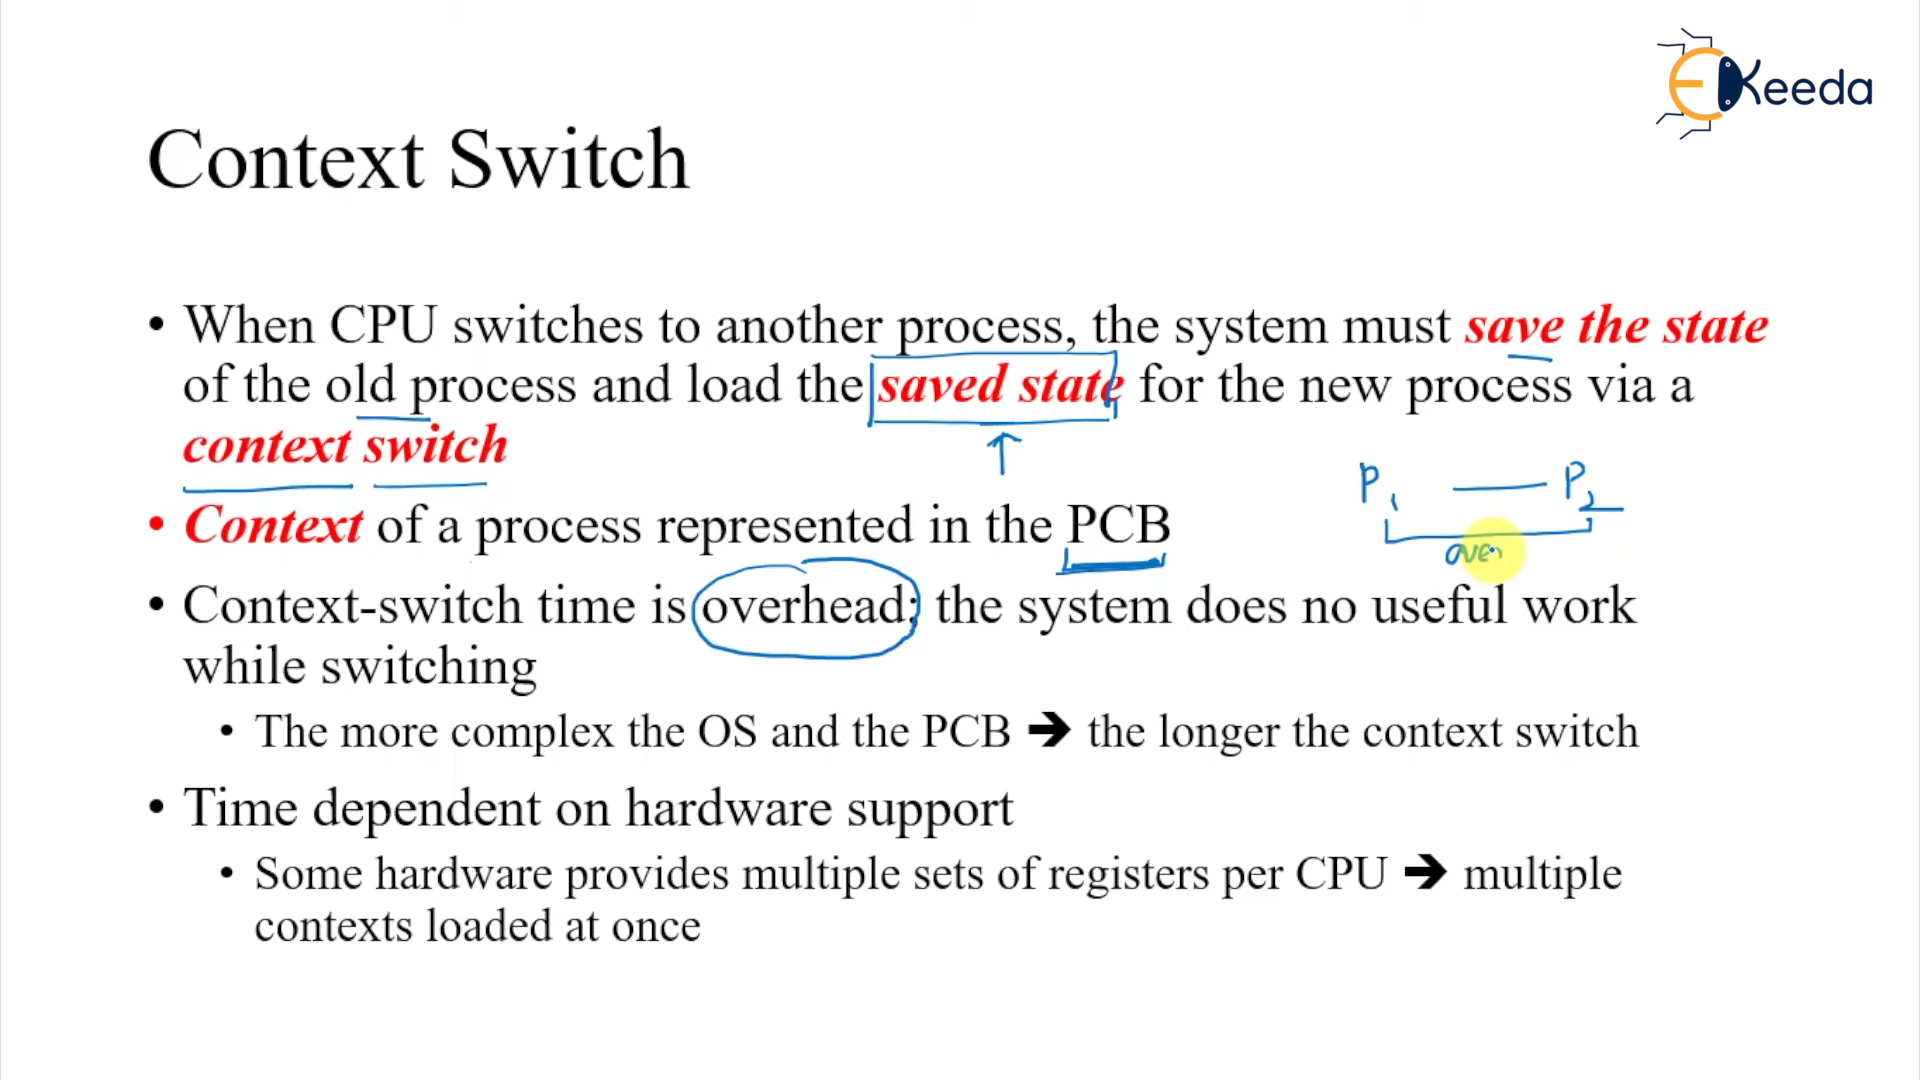 EKeeda
Context Switch
• When CPU switches to another process, the system must save the state
of the old process and load the saved state for the new process via a
context switch
P1 — P2
• Context of a process represented in the PCB
ove
• Context-switch time is overhead; the system does no useful work
while switching
• The more complex the OS and the PCB ➔ the longer the context switch
• Time dependent on hardware support
• Some hardware provides multiple sets of registers per CPU ➔ multiple
contexts loaded at once